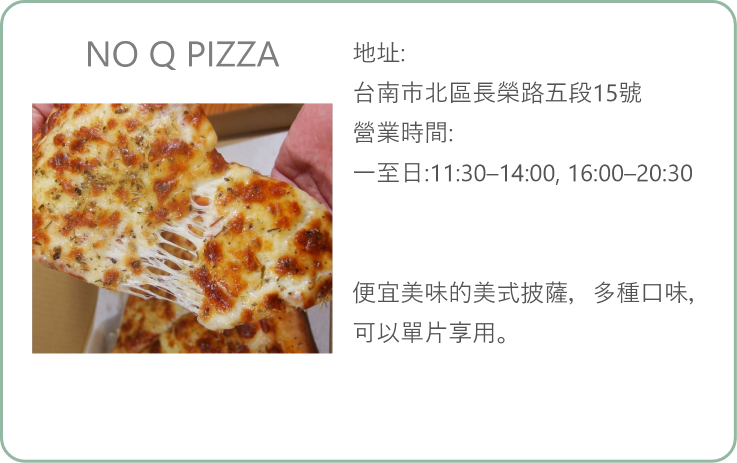 NO Q PIZZA
地址:
台南市北區長榮路五段15號
營業時間:
一至日:11:30–14:00, 16:00–20:30
便宜美味的美式披薩，多種口味，
可以單片享用。